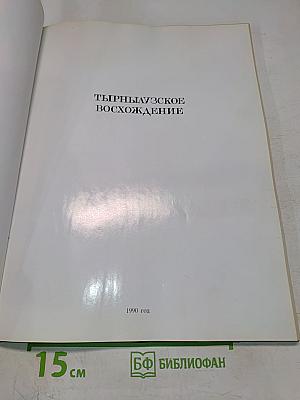 ТЫРНЫАУЗСКОЕ
ВОСХОЖДЕНИЕ
1990 год
15 см
БФ БИБЛИОФАН